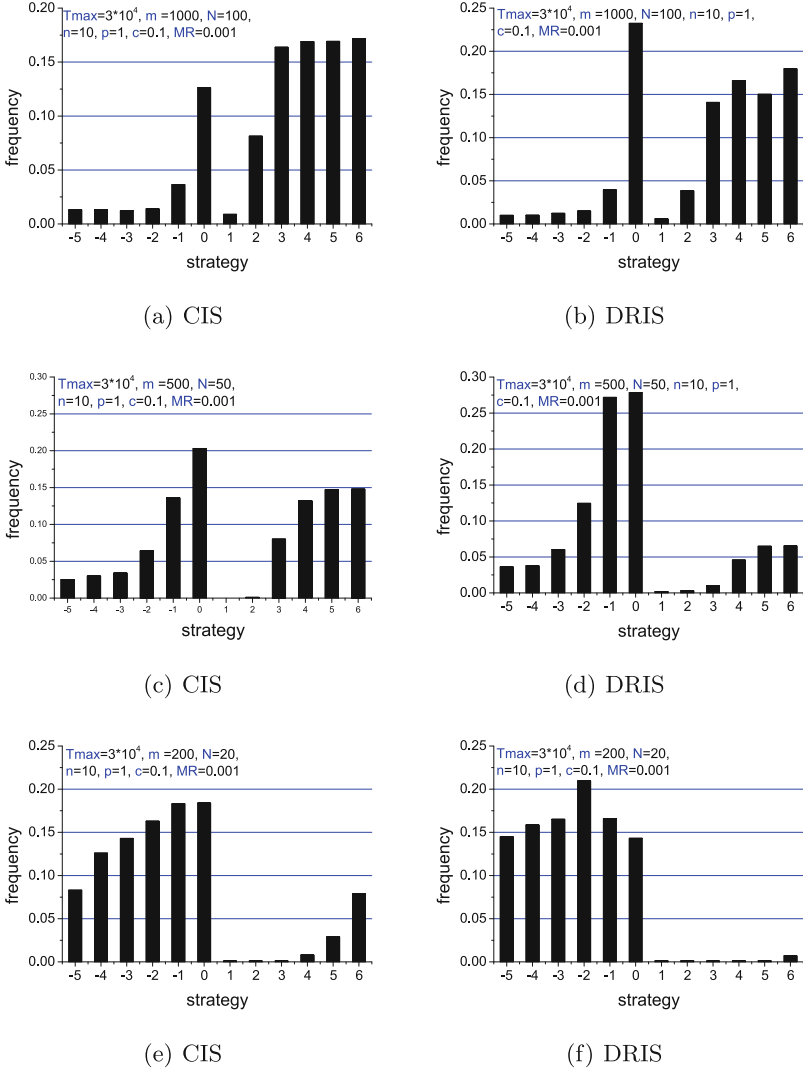 Tmax=3*10⁴, m =1000, N=100,
n=10, p=1, c=0.1, MR=0.001
0.20
0.15
0.10
0.05
0.00
frequency
-5 -4 -3 -2 -1 0 1 2 3 4 5 6
strategy
(a) CIS
Tmax=3*10⁴, m=1000, N=100, n=10, p=1,
c=0.1, MR=0.001
0.25
0.20
0.15
0.10
0.05
0.00
frequency
-5 -4 -3 -2 -1 0 1 2 3 4 5 6
strategy
(b) DRIS
Tmax=3*10⁴, m =500, N=50,
n=10, p=1, c=0.1, MR=0.001
0.30
0.25
0.20
0.15
0.10
0.05
0.00
frequency
-5 -4 -3 -2 -1 0 1 2 3 4 5 6
strategy
(c) CIS
Tmax=3*10⁴, m =500, N=50, n=10, p=1,
c=0.1, MR=0.001
0.30
0.25
0.20
0.15
0.10
0.05
0.00
frequency
-5 -4 -3 -2 -1 0 1 2 3 4 5 6
strategy
(d) DRIS
Tmax=3*10⁴, m =200, N=20,
n=10, p=1, c=0.1, MR=0.001
0.25
0.20
0.15
0.10
0.05
0.00
frequency
-5 -4 -3 -2 -1 0 1 2 3 4 5 6
strategy
(e) CIS
Tmax=3*10⁴, m =200, N=20,
n=10, p=1, c=0.1, MR=0.001
0.25
0.20
0.15
0.10
0.05
0.00
frequency
-5 -4 -3 -2 -1 0 1 2 3 4 5 6
strategy
(f) DRIS